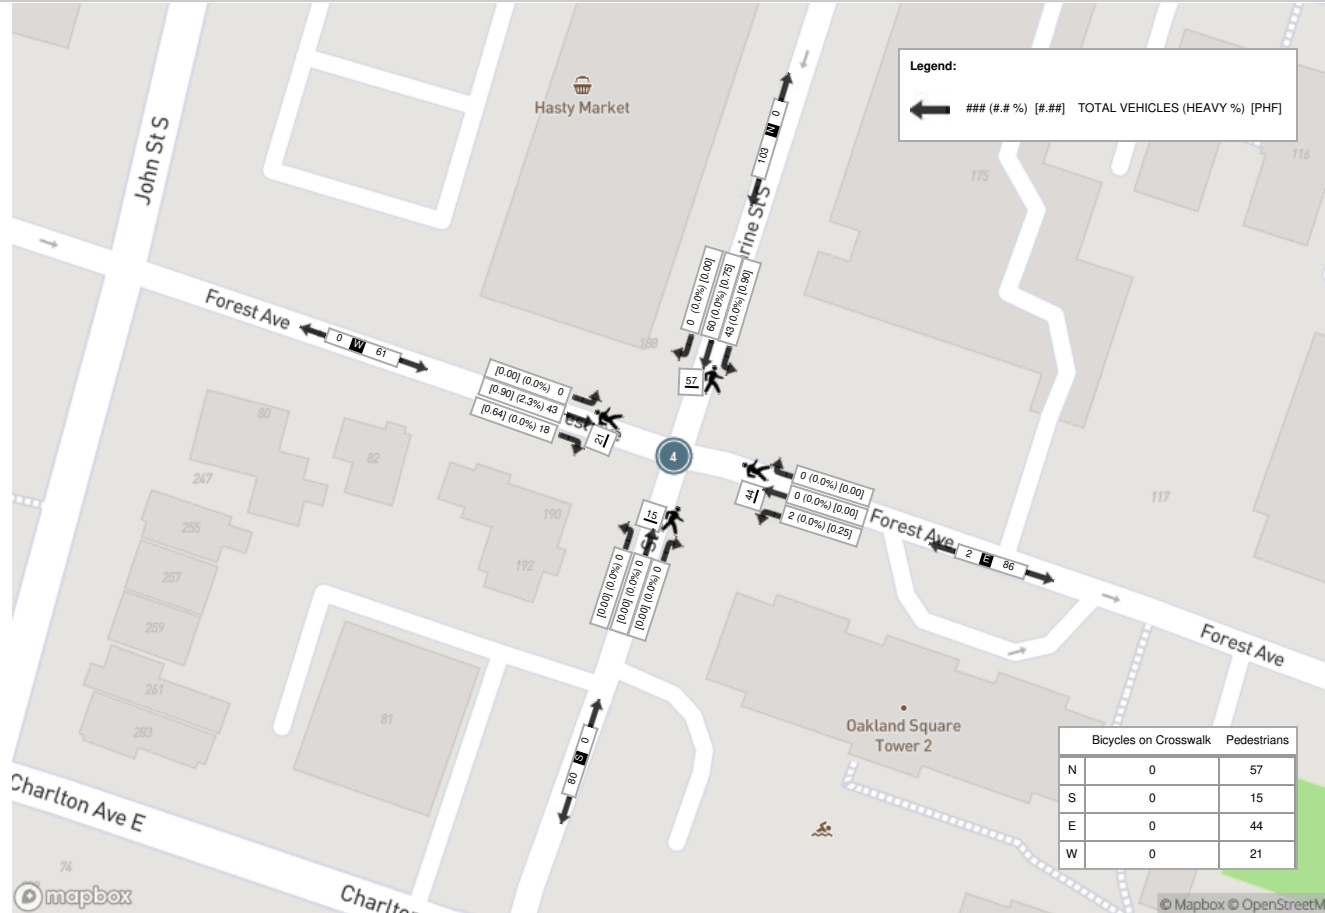 Legend:
### (#.# %) [#.##] TOTAL VEHICLES (HEAVY %) [PHF]
Hasty Market
John St S
rine St S
N 0
103
175
116
0 (0.0%) [0.00]
60 (0.0%) [0.75]
43 (0.0%) [0.90]
188
57
Forest Ave
0 W 61
[0.00] (0.0%) 0
[0.90] (2.3%) 43
[0.64] (0.0%) 18
21
4
80
82
247
255
257
259
261
263
190
192
44
0 (0.0%) [0.00]
0 (0.0%) [0.00]
2 (0.0%) [0.25]
117
Forest Ave
2 E 86
15
[0.00] (0.0%) 0
[0.00] (0.0%) 0
[0.00] (0.0%) 0
Forest Ave
81
80 S 0
Oakland Square
Tower 2
Charlton Ave E
Charlton
74
Bicycles on Crosswalk Pedestrians
N 0 57
S 0 15
E 0 44
W 0 21
mapbox
© Mapbox © OpenStreetM